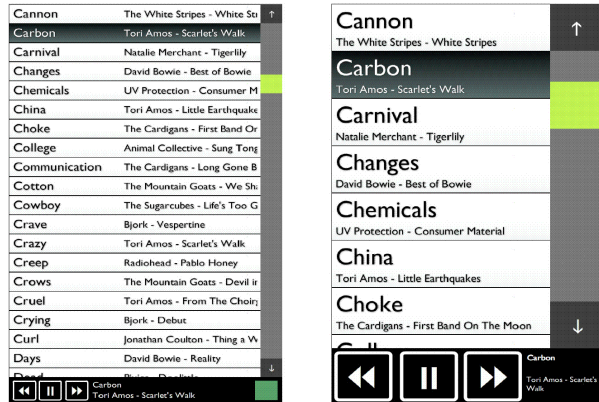 Cannon The White Stripes - White
Carbon Tori Amos - Scarlet's Walk
Carnival Natalie Merchant - Tigerlily
Changes David Bowie - Best of Bowie
Chemicals UV Protection - Consumer M
China Tori Amos - Little Earthquake
Choke The Cardigans - First Band Or
College Animal Collective - Sung Tong
Communication The Cardigans - Long Gone B
Cotton The Mountain Goats - We
Cowboy The Sugarcubes - Life's Too G
Crave Bjork - Vespertine
Crazy Tori Amos - Scarlet's Walk
Creep Radiohead - Pablo Honey
Crows The Mountain Goats - Devil
Cruel Tori Amos - From The
Crying Bjork - Debut
Curl Jonathan Coulton - Thing a W
Days David Bowie - Reality
Carbon
Tori Amos - Scarlet's Walk
Cannon
The White Stripes - White Stripes
Carbon
Tori Amos - Scarlet's Walk
Carnival
Natalie Merchant - Tigerlily
Changes
David Bowie - Best of Bowie
Chemicals
UV Protection - Consumer Material
China
Tori Amos - Little Earthquakes
Choke
The Cardigans - First Band On The Moon
Carbon
Tori Amos - Scarlet's
Walk